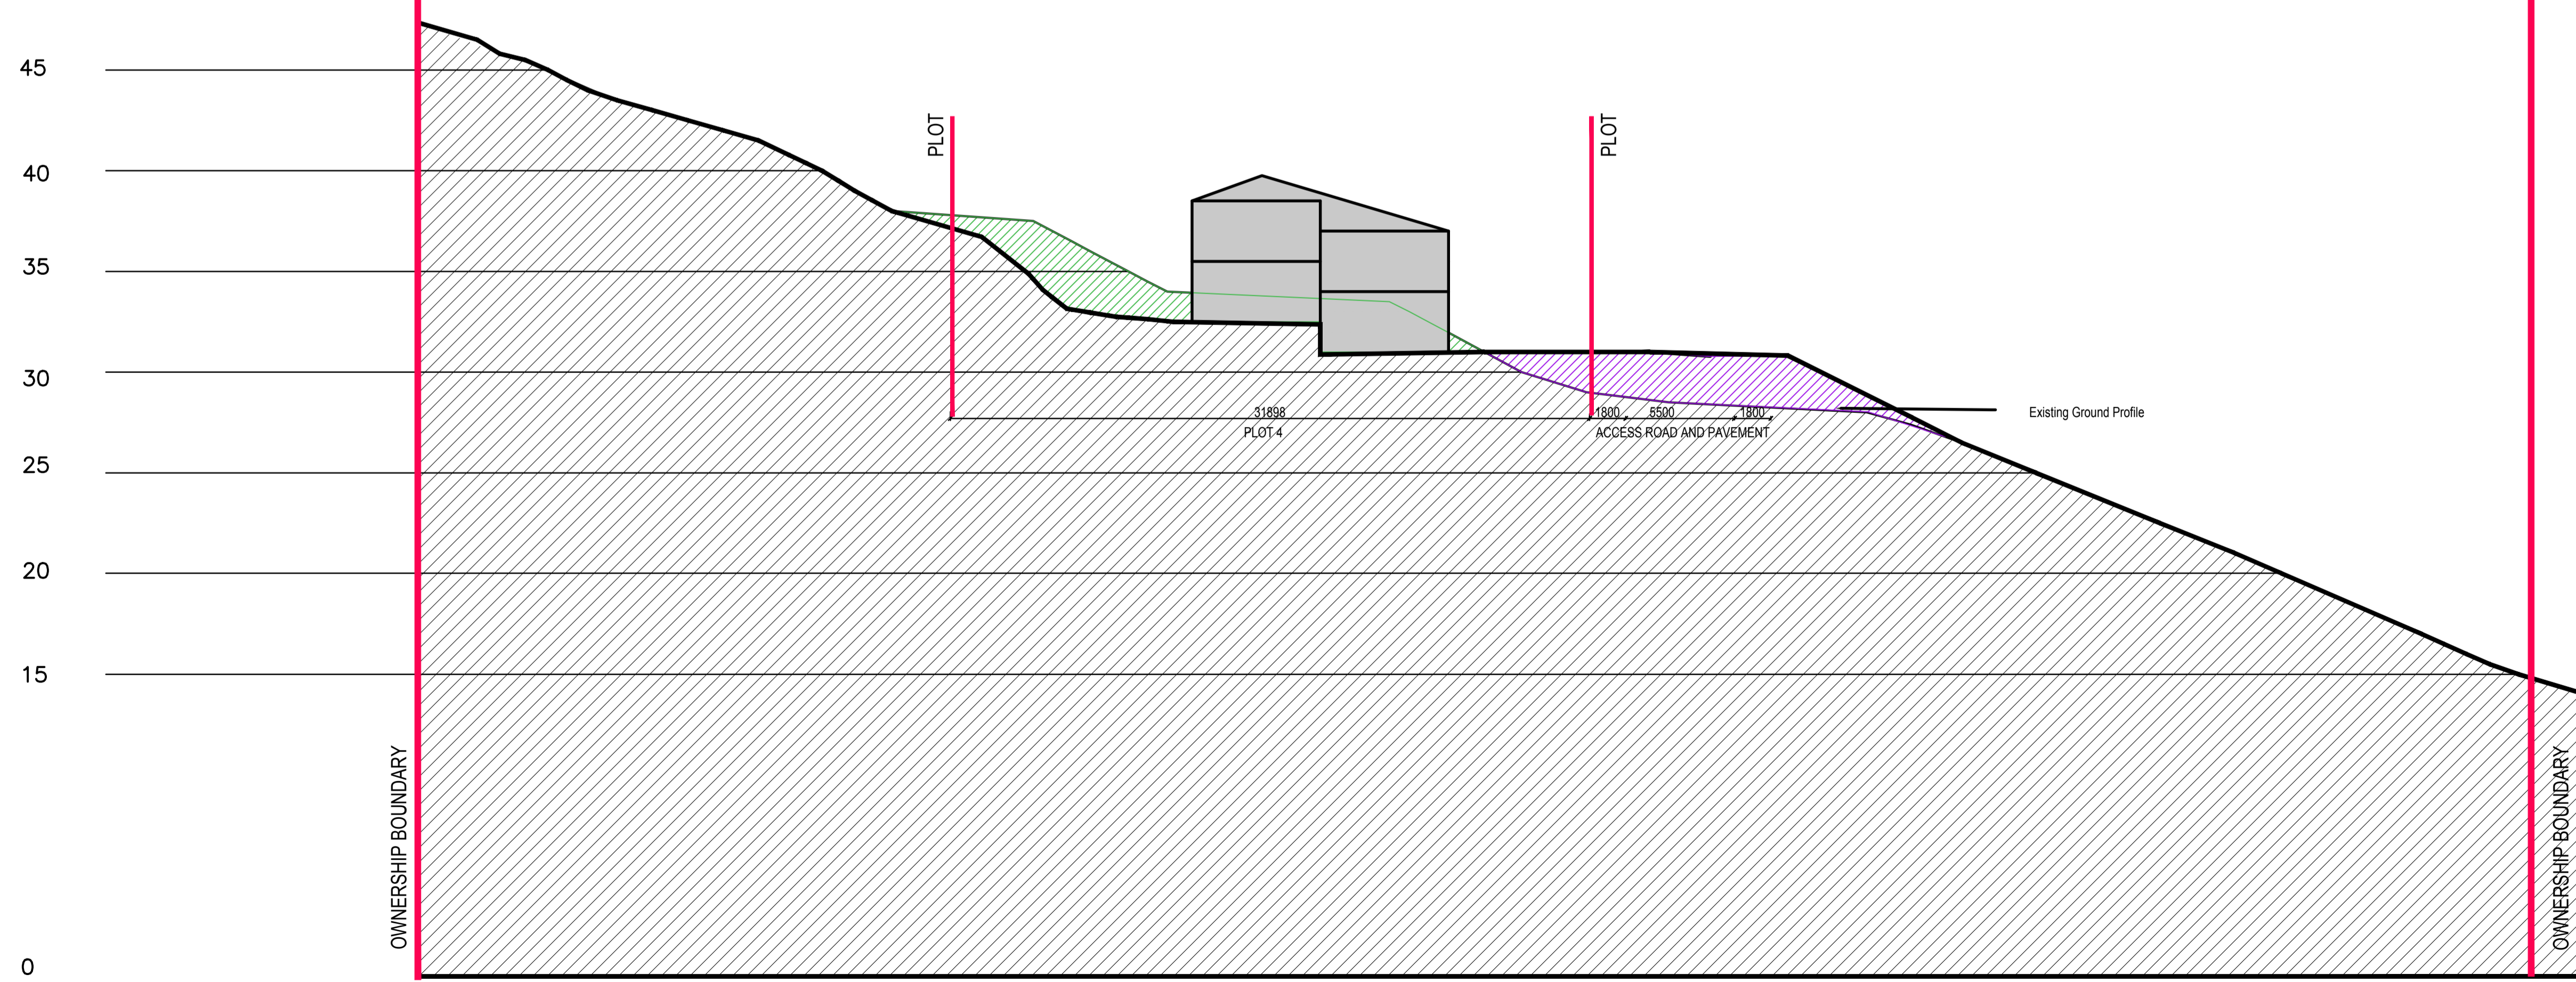 45
PLOT
PLOT
40
35
30
31898
1800
5500
1800
Existing Ground Profile
PLOT 4
ACCESS ROAD AND PAVEMENT
25
20
15
OWNERSHIP BOUNDARY
OWNERSHIP BOUNDARY
0